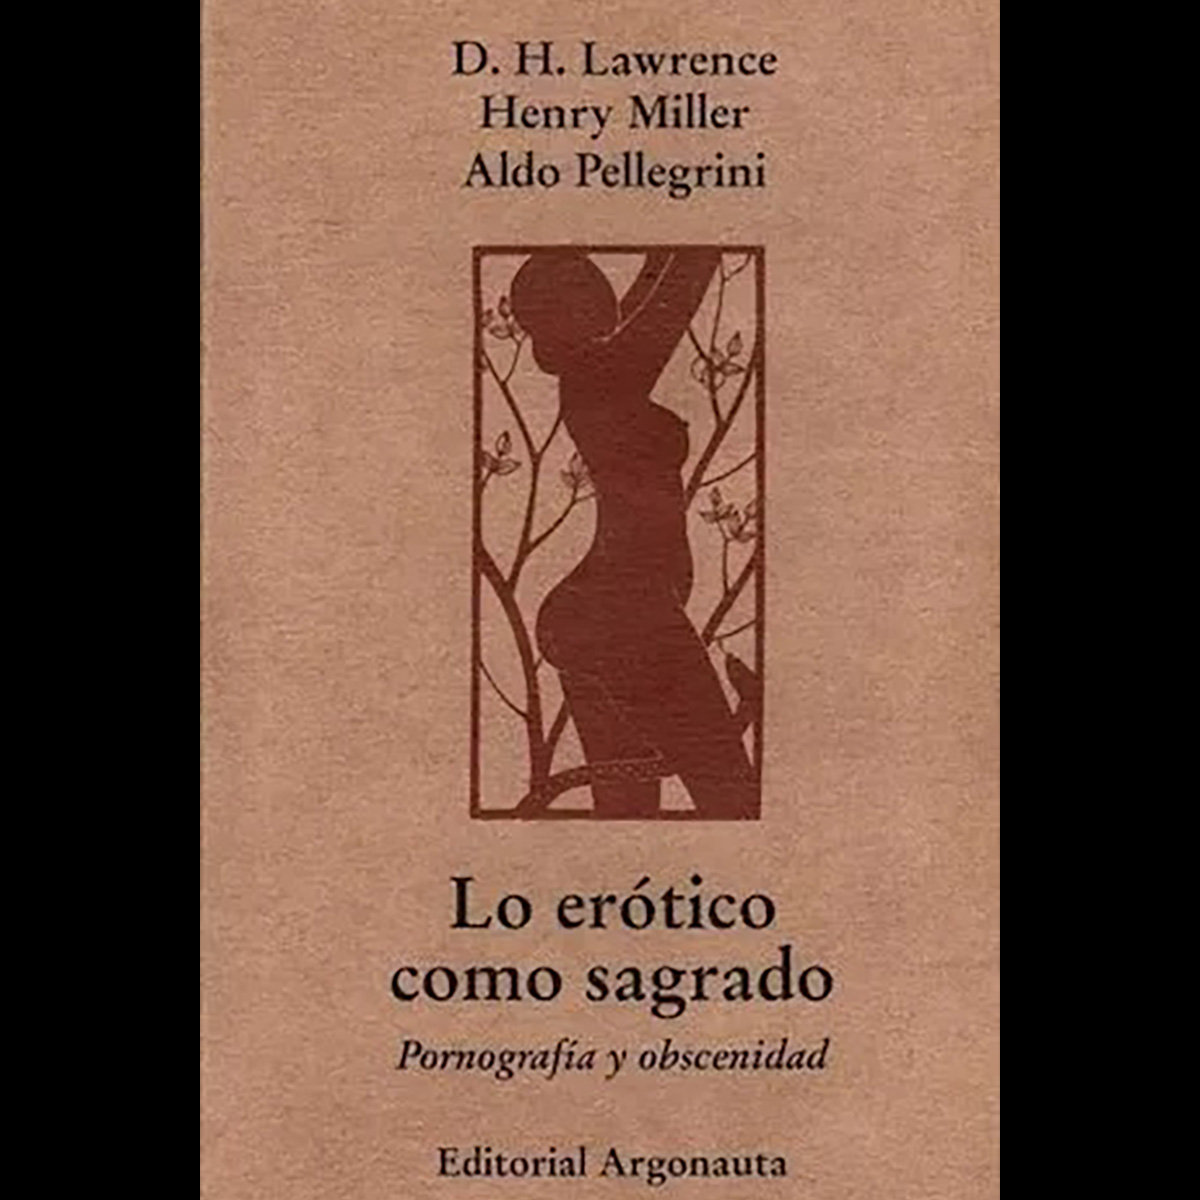 D. H. Lawrence
Henry Miller
Aldo Pellegrini
Lo erótico
como sagrado
Pornografía y obscenidad
Editorial Argonauta